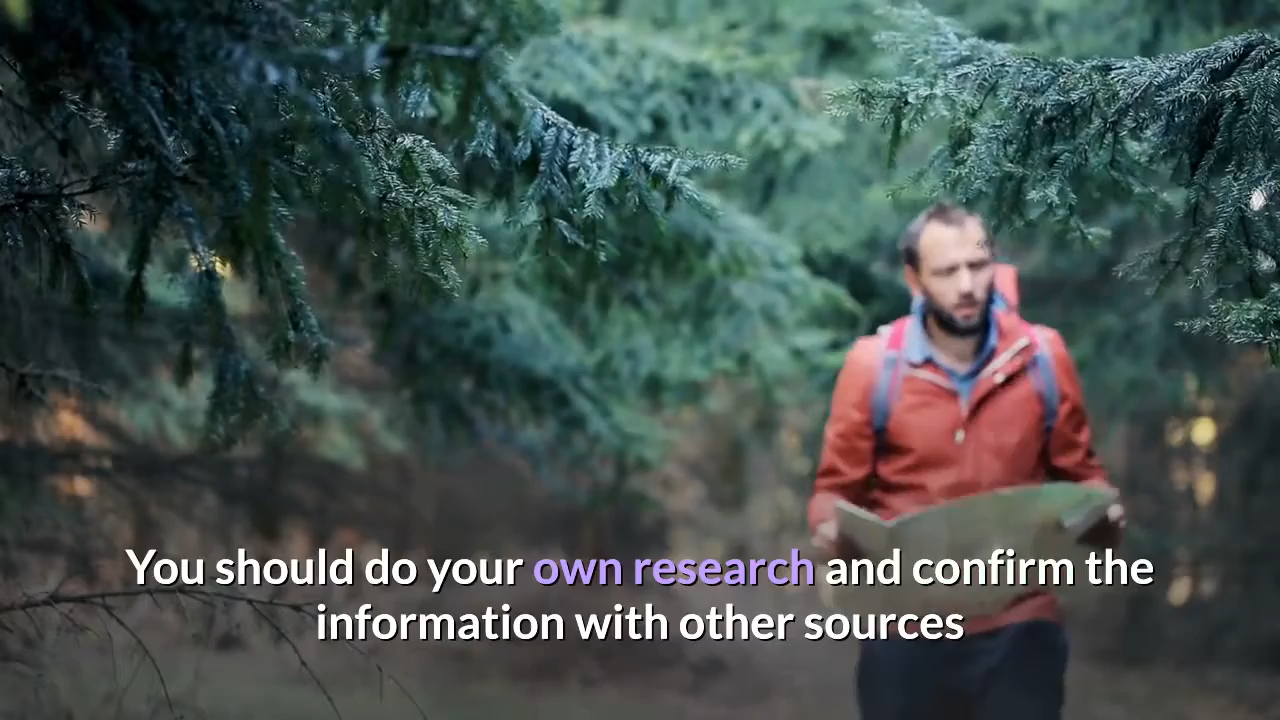 You should do your own research and confirm the
information with other sources